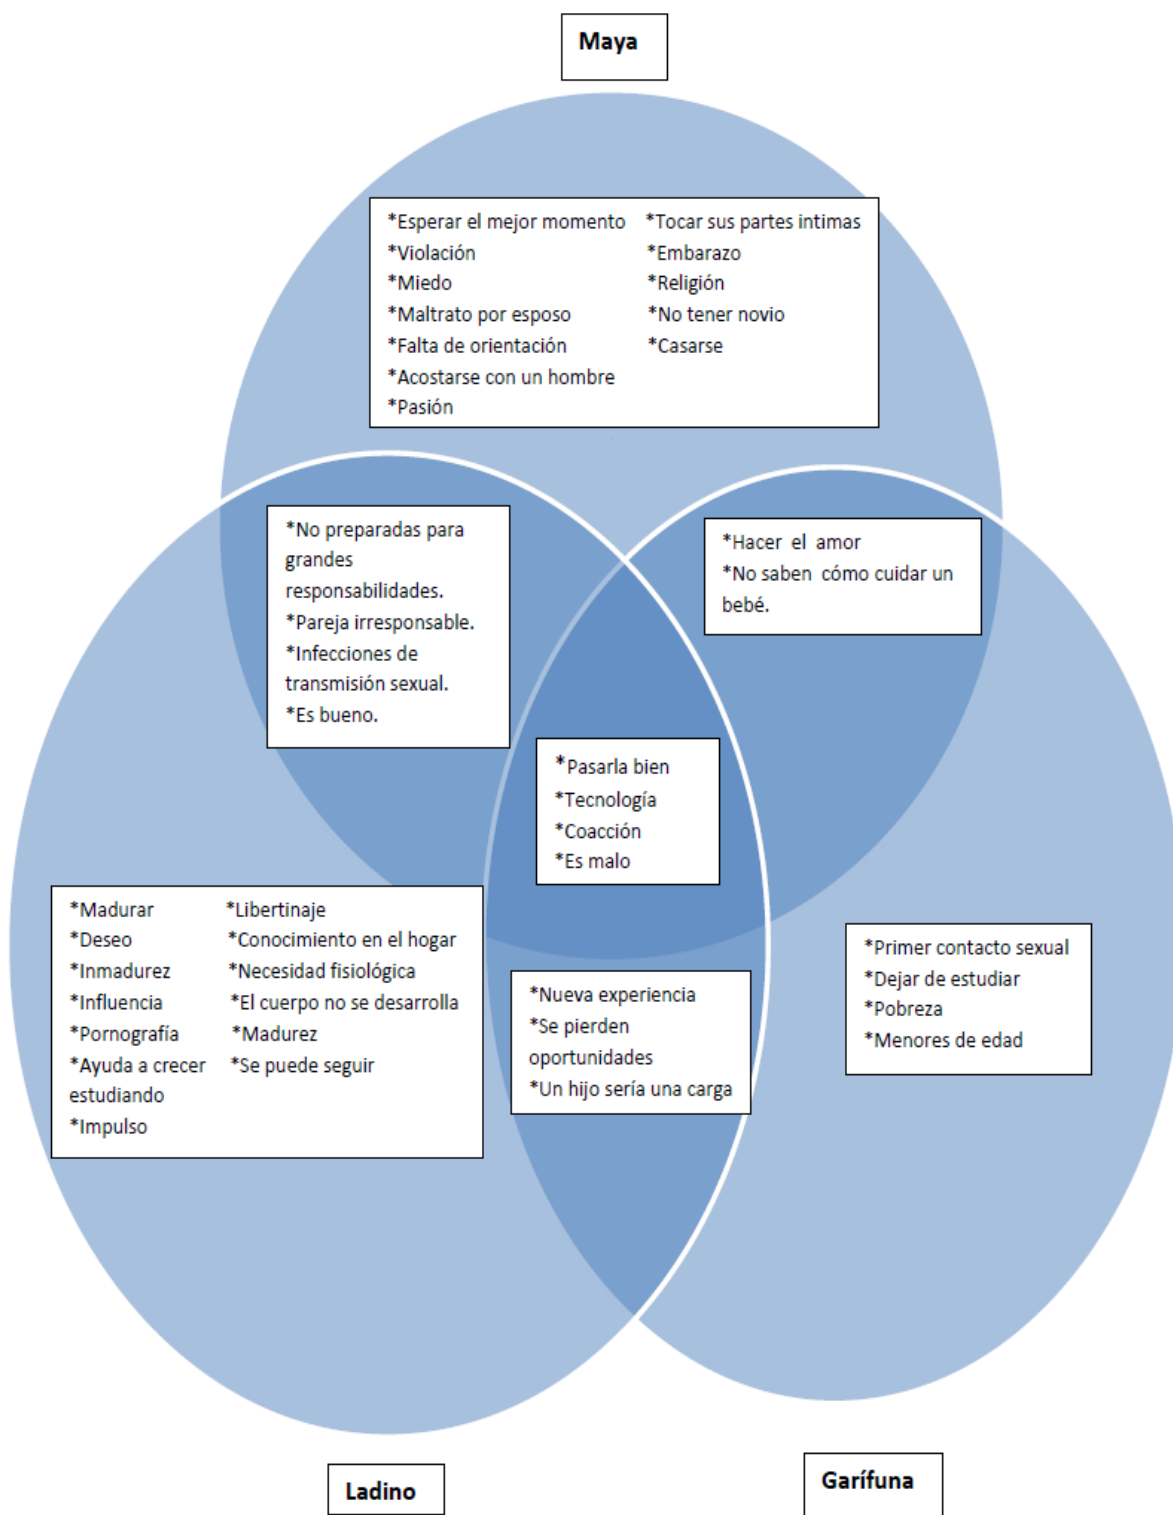 Maya
*Esperar el mejor momento *Tocar sus partes intimas
*Violación *Embarazo
*Miedo *Religión
*Maltrato por esposo *No tener novio
*Falta de orientación *Casarse
*Acostarse con un hombre
*Pasión
*No preparadas para
grandes
responsabilidades.
*Pareja irresponsable.
*Infecciones de
transmisión sexual.
*Es bueno.
*Hacer el amor
*No saben cómo cuidar un
bebé.
*Pasarla bien
*Tecnología
*Coacción
*Es malo
*Madurar *Libertinaje
*Deseo *Conocimiento en el hogar
*Inmadurez *Necesidad fisiológica
*Influencia *El cuerpo no se desarrolla
*Pornografía *Madurez
*Ayuda a crecer *Se puede seguir
estudiando
*Impulso
*Nueva experiencia
*Se pierden
oportunidades
*Un hijo sería una carga
*Primer contacto sexual
*Dejar de estudiar
*Pobreza
*Menores de edad
Ladino
Garífuna